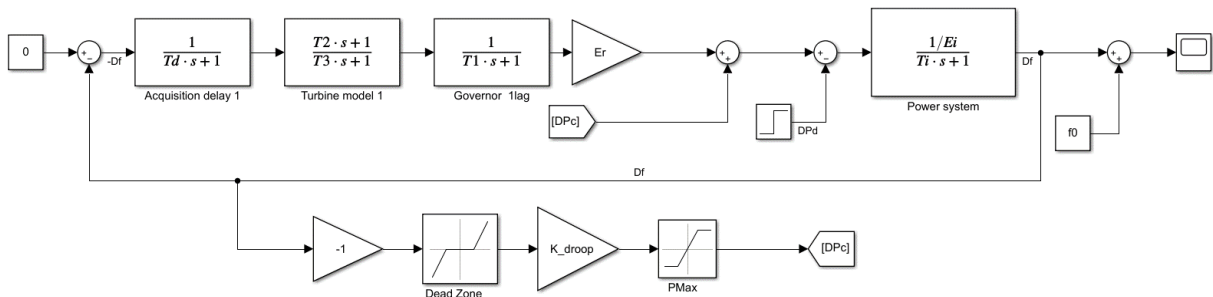 0
+
−
-Df
1
Td · s + 1
Acquisition delay 1
T2 · s + 1
T3 · s + 1
Turbine model 1
1
T1 · s + 1
Governor 1lag
Er
+
+
[DPc]
+
−
DPd
1/Ei
Ti · s + 1
Power system
Df
+
+
f0
Df
-1
Dead Zone
K_droop
PMax
[DPc]